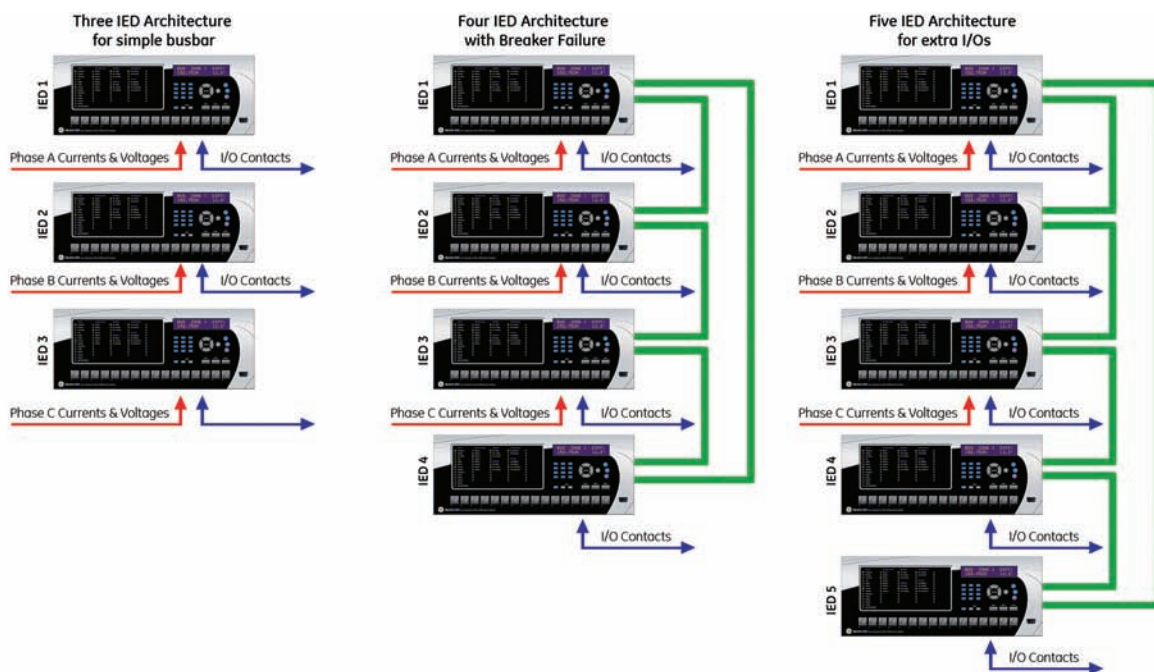 Three IED Architecture
for simple busbar
IED 1
Phase A Currents & Voltages
I/O Contacts
IED 2
Phase B Currents & Voltages
I/O Contacts
IED 3
Phase C Currents & Voltages
Four IED Architecture
with Breaker Failure
IED 1
Phase A Currents & Voltages
I/O Contacts
IED 2
Phase B Currents & Voltages
I/O Contacts
IED 3
Phase C Currents & Voltages
I/O Contacts
IED 4
I/O Contacts
Five IED Architecture
for extra I/Os
IED 1
Phase A Currents & Voltages
I/O Contacts
IED 2
Phase B Currents & Voltages
I/O Contacts
IED 3
Phase C Currents & Voltages
I/O Contacts
IED 4
I/O Contacts
IED 5
I/O Contacts